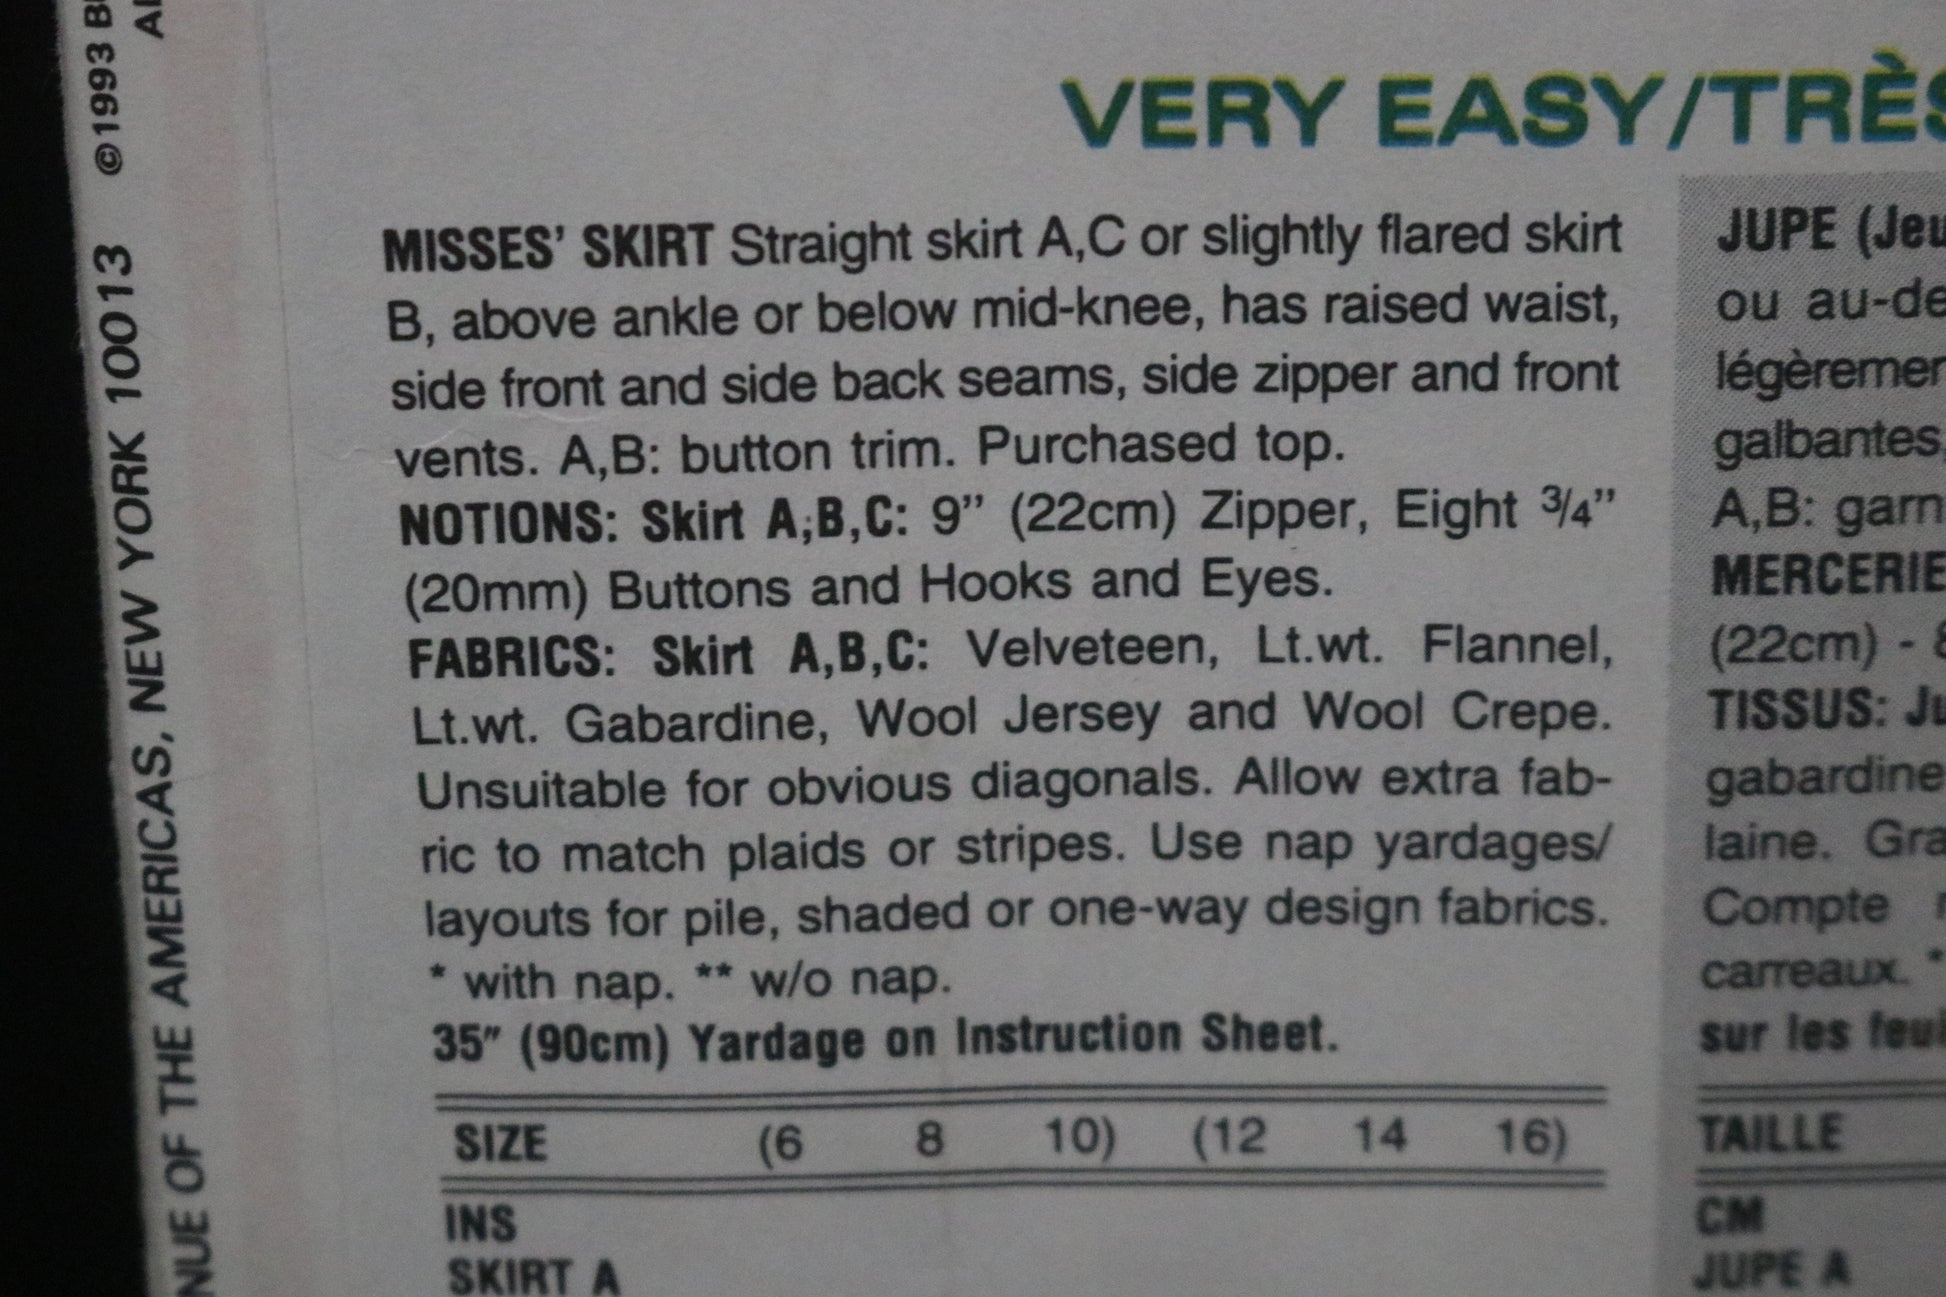 ©1993 
NUE OF THE AMERICAS, NEW YORK 10013
VERY EASY/TRÈS
MISSES' SKIRT Straight skirt A,C or slightly flared skirt
B, above ankle or below mid-knee, has raised waist,
side front and side back seams, side zipper and front
vents. A,B: button trim. Purchased top.
NOTIONS: Skirt A,B,C: 9" (22cm) Zipper, Eight 3/4"
(20mm) Buttons and Hooks and Eyes.
FABRICS: Skirt A,B,C: Velveteen, Lt.wt. Flannel,
Lt.wt. Gabardine, Wool Jersey and Wool Crepe.
Unsuitable for obvious diagonals. Allow extra fab-
ric to match plaids or stripes. Use nap yardages/
layouts for pile, shaded or one-way design fabrics.
* with nap. ** w/o nap.
35" (90cm) Yardage on Instruction Sheet.
SIZE (6 8 10) (12 14 16)
INS
SKIRT A
JUPE (Jeu
ou au-de
légèremen
galbantes,
A,B: garn
MERCERIE
(22cm) - 8
TISSUS: Ju
gabardine
laine. Gra
Compte
carreaux. *
sur les feui
TAILLE
CM
JUPE A